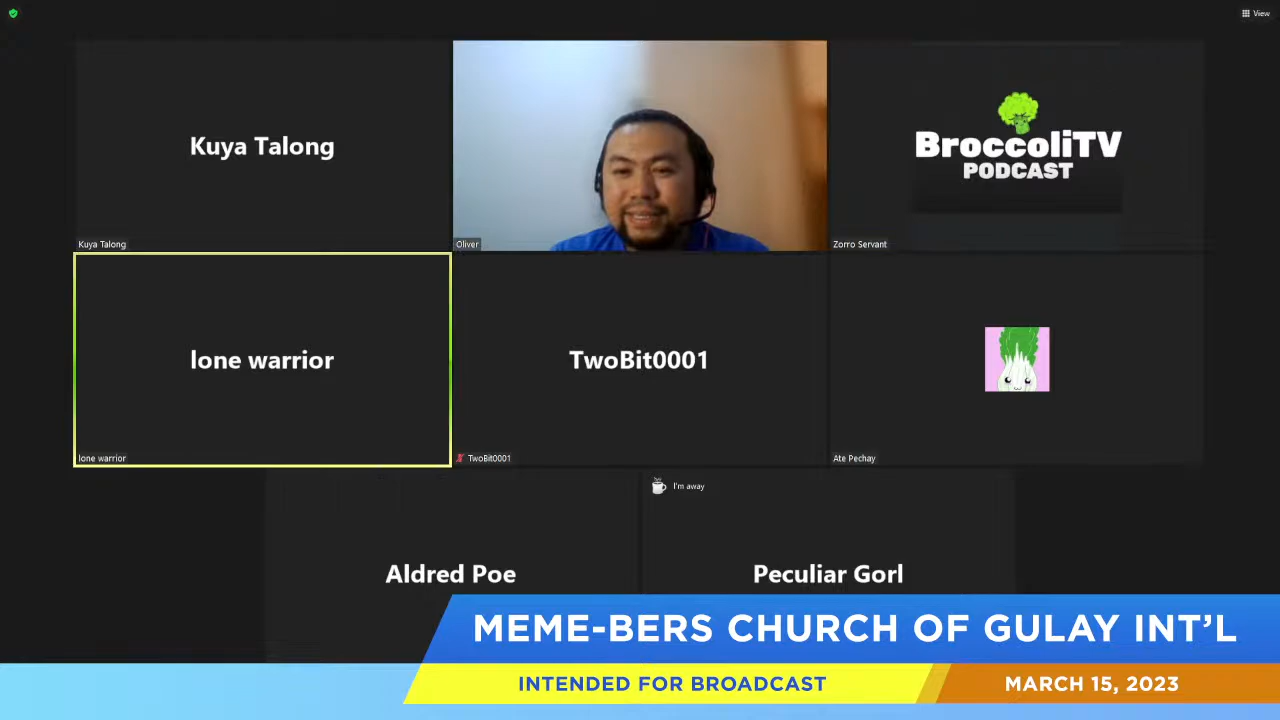 View
Kuya Talong
Kuya Talong
Oliver
BroccoliTV
PODCAST
Zorro Servant
lone warrior
lone warrior
TwoBit0001
TwoBit0001
Ate Pechay
I'm away
Aldred Poe
Peculiar Gorl
MEME-BERS CHURCH OF GULAY INT'L
INTENDED FOR BROADCAST
MARCH 15, 2023